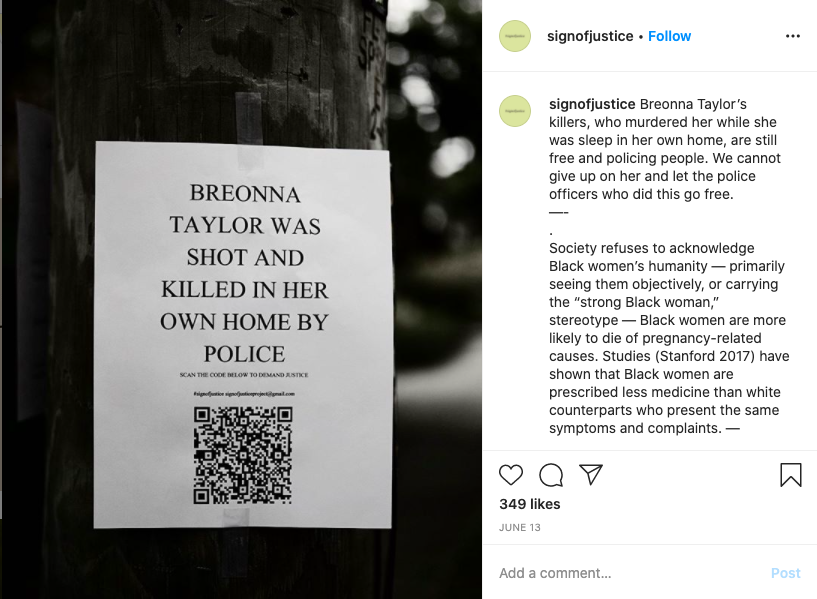 BREONNA
TAYLOR WAS
SHOT AND
KILLED IN HER
OWN HOME BY
POLICE
SCAN THE CODE BELOW TO DEMAND JUSTICE
#signofjustice signofjusticeproject@gmail.com
signofjustice • Follow
signofjustice Breonna Taylor’s
killers, who murdered her while she
was sleep in her own home, are still
free and policing people. We cannot
give up on her and let the police
officers who did this go free.
—-
.
Society refuses to acknowledge
Black women’s humanity — primarily
seeing them objectively, or carrying
the “strong Black woman,”
stereotype — Black women are more
likely to die of pregnancy-related
causes. Studies (Stanford 2017) have
shown that Black women are
prescribed less medicine than white
counterparts who present the same
symptoms and complaints. —
349 likes
JUNE 13
Add a comment...
Post